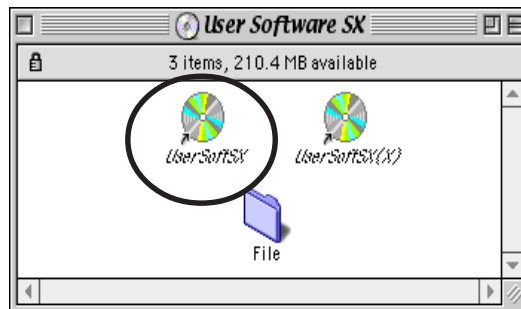 User Software SX
3 items, 210.4 MB available
UserSoftSX
UserSoftSX(X)
File